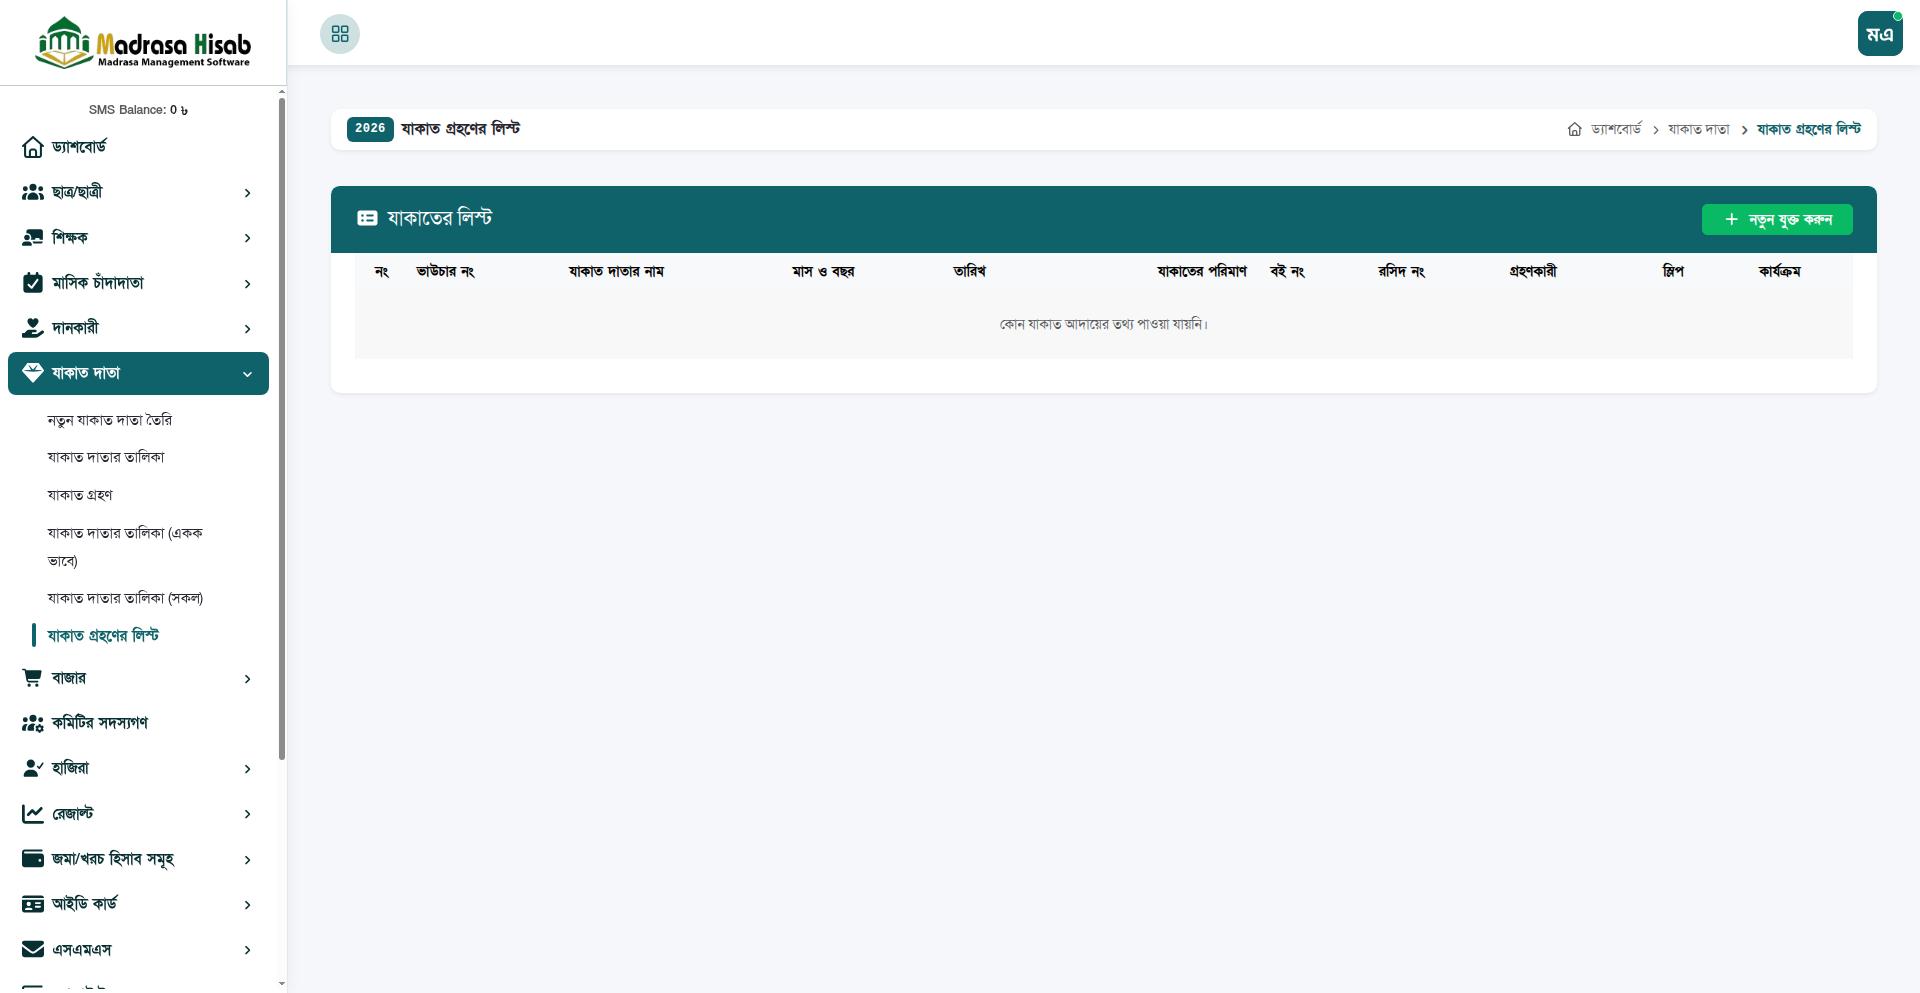 Madrasa Hisab
Madrasa Management Software
SMS Balance: 0 ৳
ড্যাশবোর্ড
ছাত্র/ছাত্রী
শিক্ষক
মাসিক চাঁদাদাতা
দানকারী
যাকাত দাতা
নতুন যাকাত দাতা তৈরি
যাকাত দাতার তালিকা
যাকাত গ্রহণ
যাকাত দাতার তালিকা (একক
ভাবে)
যাকাত দাতার তালিকা (সকল)
যাকাত গ্রহণের লিস্ট
বাজার
কমিটির সদস্যগণ
হাজিরা
রেজাল্ট
জমা/খরচ হিসাব সমূহ
আইডি কার্ড
এসএমএস
মএ
2026 যাকাত গ্রহণের লিস্ট
ড্যাশবোর্ড > যাকাত দাতা > যাকাত গ্রহণের লিস্ট
যাকাতের লিস্ট
+ নতুন যুক্ত করুন
নং ভাউচার নং যাকাত দাতার নাম মাস ও বছর তারিখ যাকাতের পরিমাণ বই নং রসিদ নং গ্রহণকারী স্লিপ কার্যক্রম
কোন যাকাত আদায়ের তথ্য পাওয়া যায়নি।